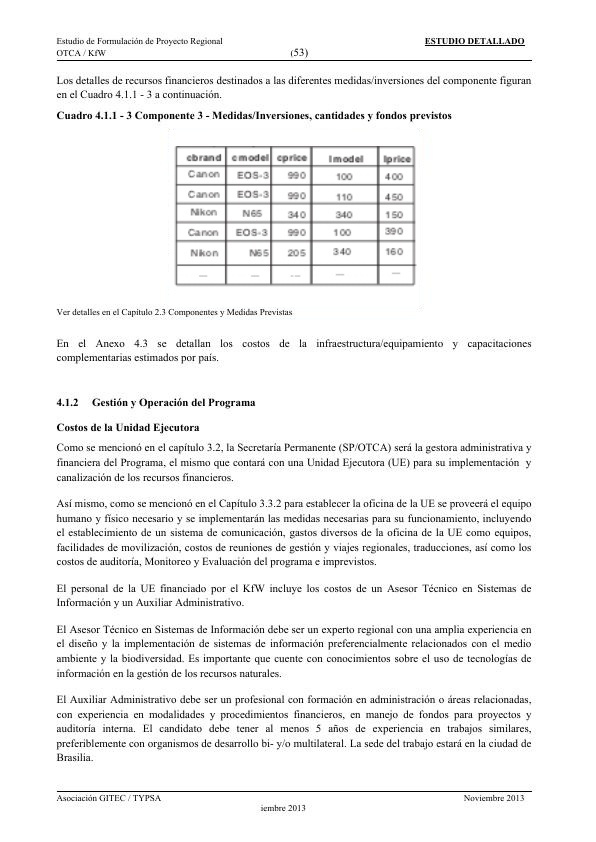 Estudio de Formulación de Proyecto Regional ESTUDIO DETALLADO
OTCA / KfW (53)
Los detalles de recursos financieros destinados a las diferentes medidas/inversiones del componente figuran
en el Cuadro 4.1.1 - 3 a continuación.
Cuadro 4.1.1 - 3 Componente 3 - Medidas/Inversiones, cantidades y fondos previstos
cbrand cmodel cprice lmodel lprice
Canon EOS-3 990 100 400
Canon EOS-3 990 110 450
Nikon N65 340 340 150
Canon EOS-3 990 100 390
Nikon N65 205 340 160
... ... ... ... ...
Ver detalles en el Capítulo 2.3 Componentes y Medidas Previstas
En el Anexo 4.3 se detallan los costos de la infraestructura/equipamiento y capacitaciones
complementarias estimados por país.
4.1.2 Gestión y Operación del Programa
Costos de la Unidad Ejecutora
Como se mencionó en el capítulo 3.2, la Secretaría Permanente (SP/OTCA) será la gestora administrativa y
financiera del Programa, el mismo que contará con una Unidad Ejecutora (UE) para su implementación y
canalización de los recursos financieros.
Así mismo, como se mencionó en el Capítulo 3.3.2 para establecer la oficina de la UE se proveerá el equipo
humano y físico necesario y se implementarán las medidas necesarias para su funcionamiento, incluyendo
el establecimiento de un sistema de comunicación, gastos diversos de la oficina de la UE como equipos,
facilidades de movilización, costos de reuniones de gestión y viajes regionales, traducciones, así como los
costos de auditoría, Monitoreo y Evaluación del programa e imprevistos.
El personal de la UE financiado por el KfW incluye los costos de un Asesor Técnico en Sistemas de
Información y un Auxiliar Administrativo.
El Asesor Técnico en Sistemas de Información debe ser un experto regional con una amplia experiencia en
el diseño y la implementación de sistemas de información preferencialmente relacionados con el medio
ambiente y la biodiversidad. Es importante que cuente con conocimientos sobre el uso de tecnologías de
información en la gestión de los recursos naturales.
El Auxiliar Administrativo debe ser un profesional con formación en administración o áreas relacionadas,
con experiencia en modalidades y procedimientos financieros, en manejo de fondos para proyectos y
auditoría interna. El candidato debe tener al menos 5 años de experiencia en trabajos similares,
preferiblemente con organismos de desarrollo bi- y/o multilateral. La sede del trabajo estará en la ciudad de
Brasilia.
Asociación GITEC / TYPSA Noviembre 2013
iembre 2013